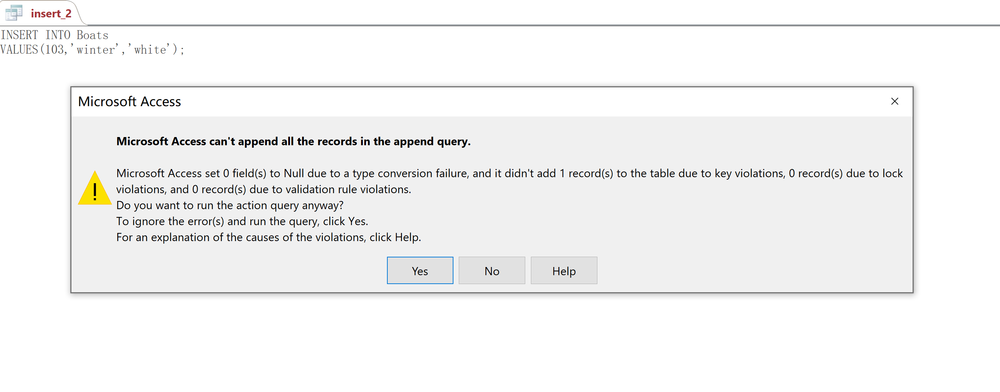 insert_2
INSERT INTO Boats
VALUES(103,'winter','white');
Microsoft Access
Microsoft Access can't append all the records in the append query.
Microsoft Access set 0 field(s) to Null due to a type conversion failure, and it didn't add 1 record(s) to the table due to key violations, 0 record(s) due to lock
violations, and 0 record(s) due to validation rule violations.
Do you want to run the action query anyway?
To ignore the error(s) and run the query, click Yes.
For an explanation of the causes of the violations, click Help.
Yes
No
Help